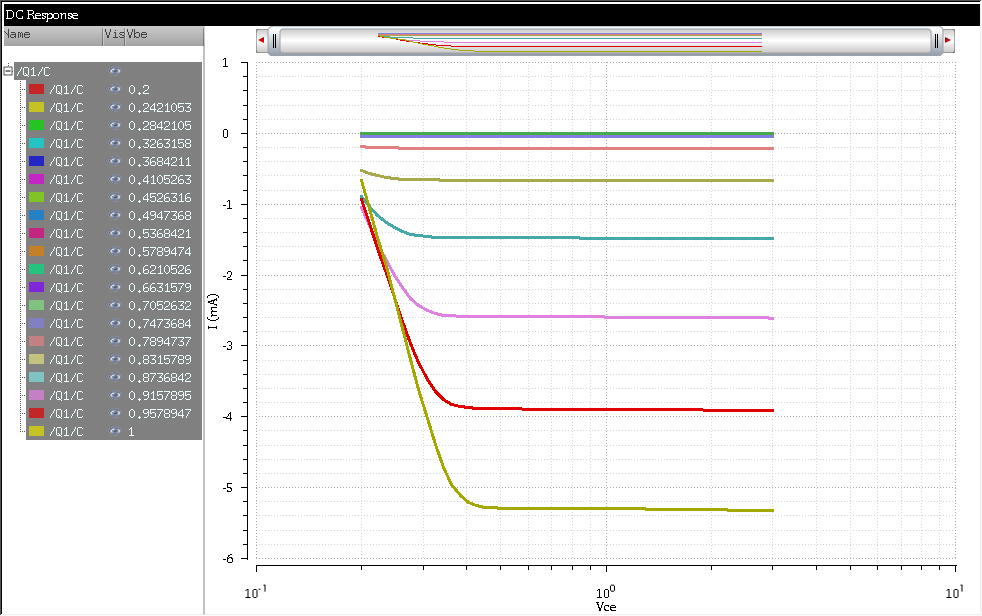 DC Response
Name Vis Vbe
/Q1/C
/Q1/C 0.2
/Q1/C 0.2421053
/Q1/C 0.2842105
/Q1/C 0.3263158
/Q1/C 0.3684211
/Q1/C 0.4105263
/Q1/C 0.4526316
/Q1/C 0.4947368
/Q1/C 0.5368421
/Q1/C 0.5789474
/Q1/C 0.6210526
/Q1/C 0.6631579
/Q1/C 0.7052632
/Q1/C 0.7473684
/Q1/C 0.7894737
/Q1/C 0.8315789
/Q1/C 0.8736842
/Q1/C 0.9157895
/Q1/C 0.9578947
/Q1/C 1
1
0
-1
-2
-3
-4
-5
-6
I (mA)
10-1 100 101
Vce